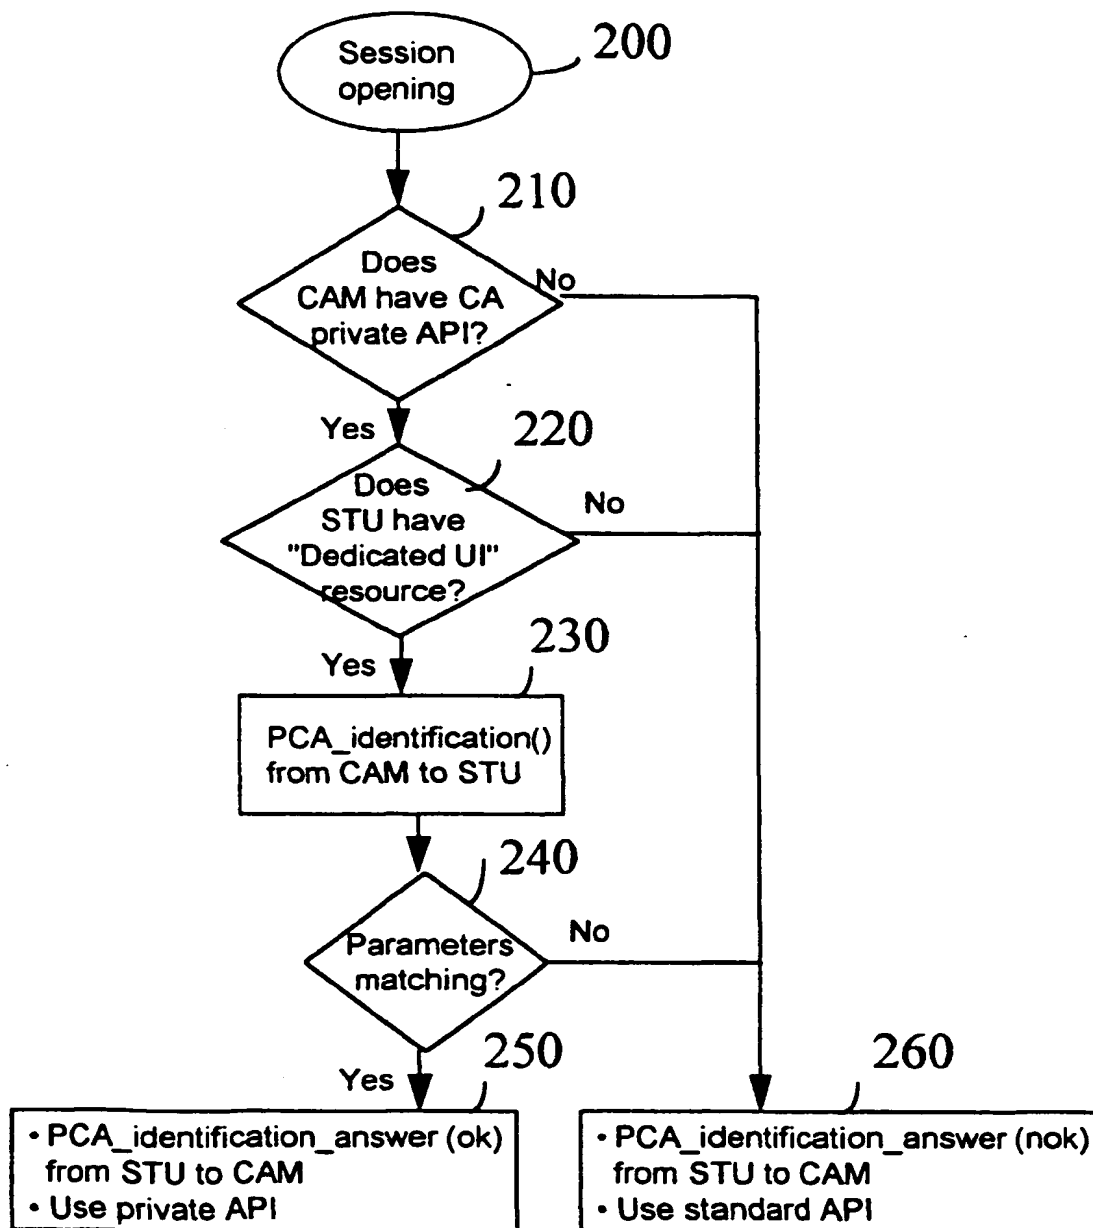 Session
opening
200
210
Does
CAM have CA
private API?
No
Yes
220
Does
STU have
"Dedicated UI"
resource?
No
Yes
230
PCA_identification()
from CAM to STU
240
Parameters
matching?
No
Yes
250
• PCA_identification_answer (ok)
from STU to CAM
• Use private API
260
• PCA_identification_answer (nok)
from STU to CAM
• Use standard API